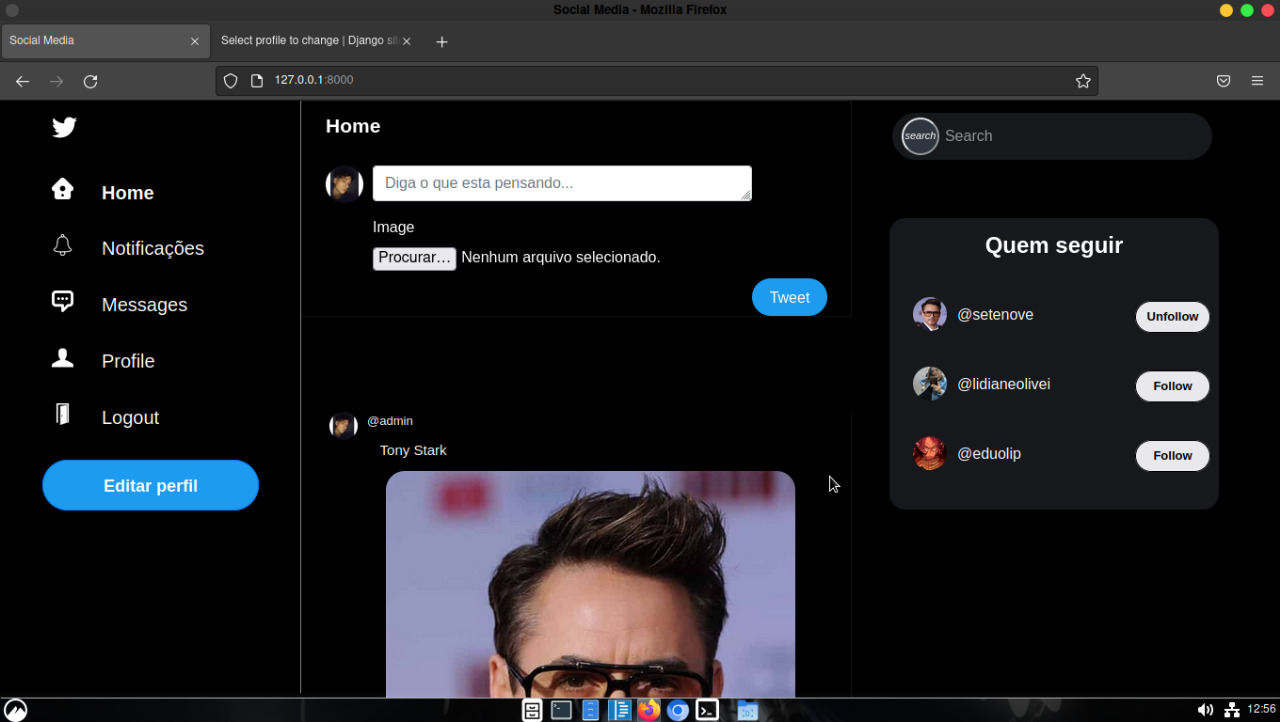 Social Media - Mozilla Firefox
Social Media
Select profile to change | Django sit
127.0.0.1:8000
Home
Notificações
Messages
Profile
Logout
Editar perfil
Home
Diga o que esta pensando...
Image
Procurar... Nenhum arquivo selecionado.
Tweet
@admin
Tony Stark
search Search
Quem seguir
@setenove Unfollow
@lidianeolivei Follow
@eduolip Follow
12:56